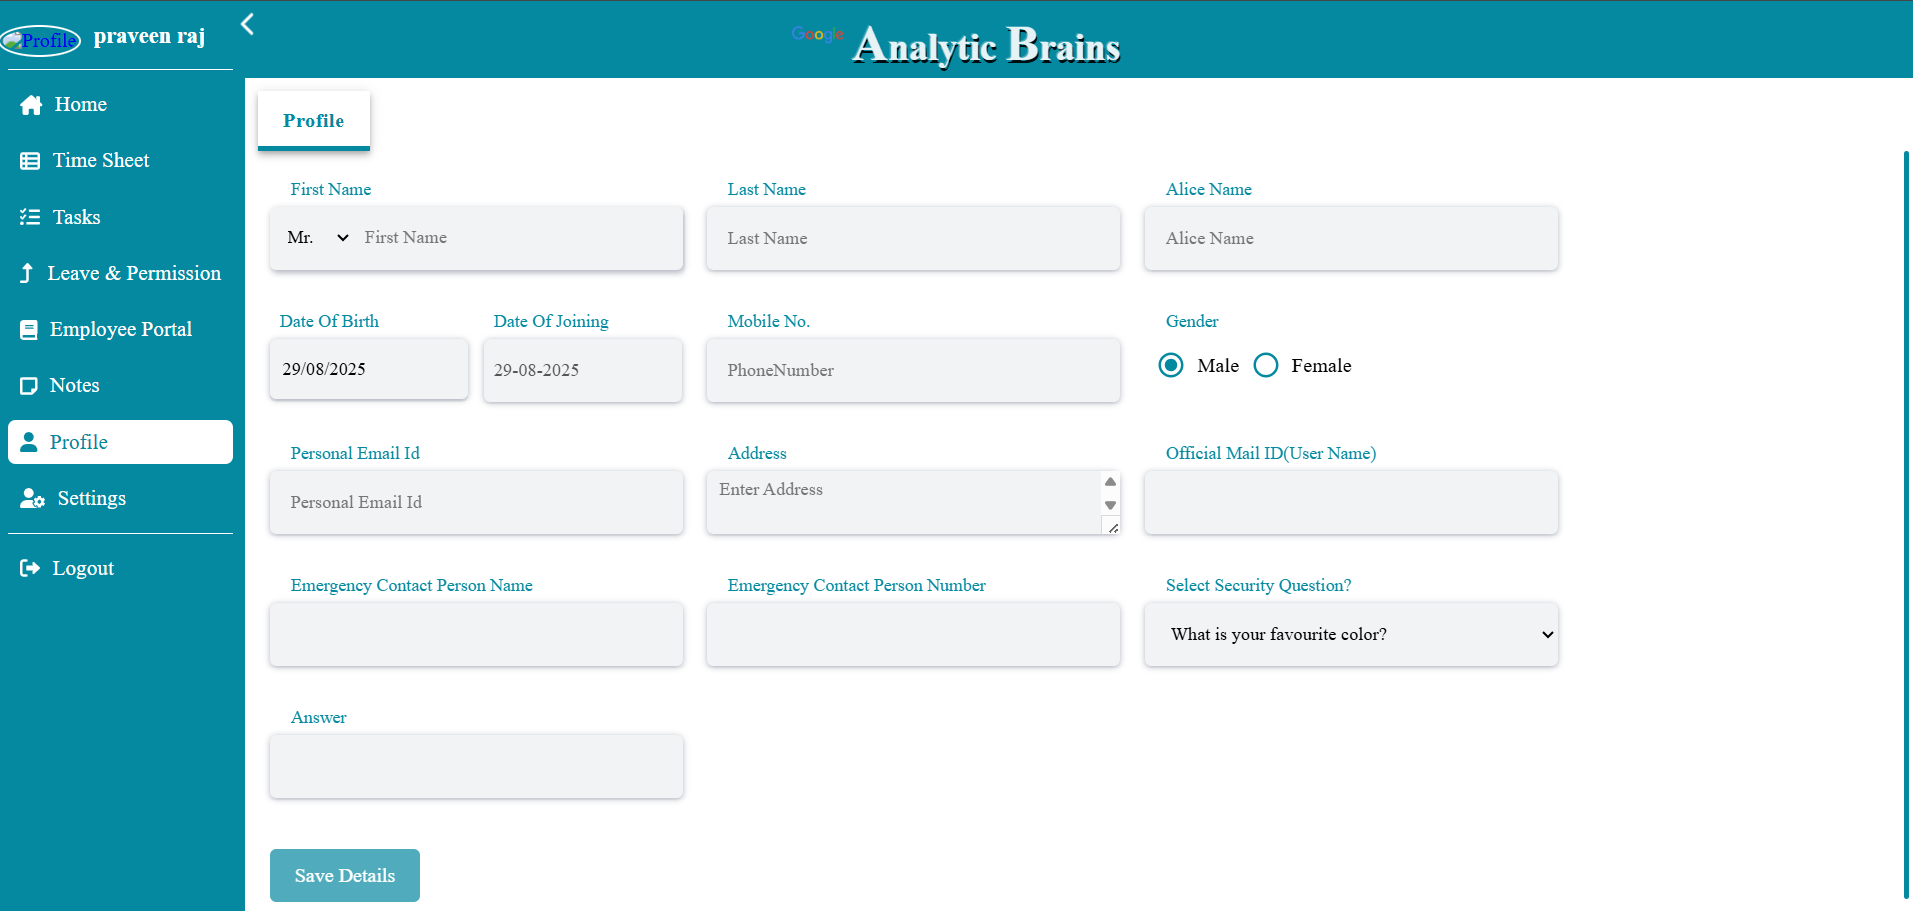 Profile praveen raj
Google Analytic Brains
Home
Time Sheet
Tasks
Leave & Permission
Employee Portal
Notes
Profile
Settings
Logout
Profile
First Name
Last Name
Alice Name
Mr. First Name
Last Name
Alice Name
Date Of Birth
Date Of Joining
Mobile No.
Gender
29/08/2025
29-08-2025
PhoneNumber
Male
Female
Personal Email Id
Address
Official Mail ID(User Name)
Personal Email Id
Enter Address
Emergency Contact Person Name
Emergency Contact Person Number
Select Security Question?
What is your favourite color?
Answer
Save Details